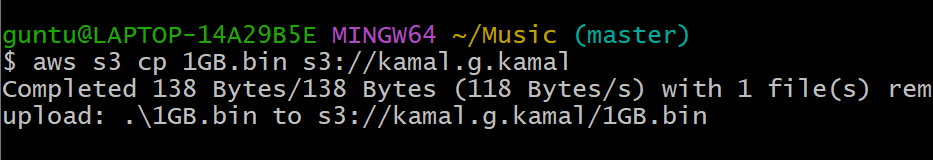 guntu@LAPTOP-14A29B5E MINGW64 ~/Music (master)
$ aws s3 cp 1GB.bin s3://kamal.g.kamal
Completed 138 Bytes/138 Bytes (118 Bytes/s) with 1 file(s) rem
upload: .\1GB.bin to s3://kamal.g.kamal/1GB.bin